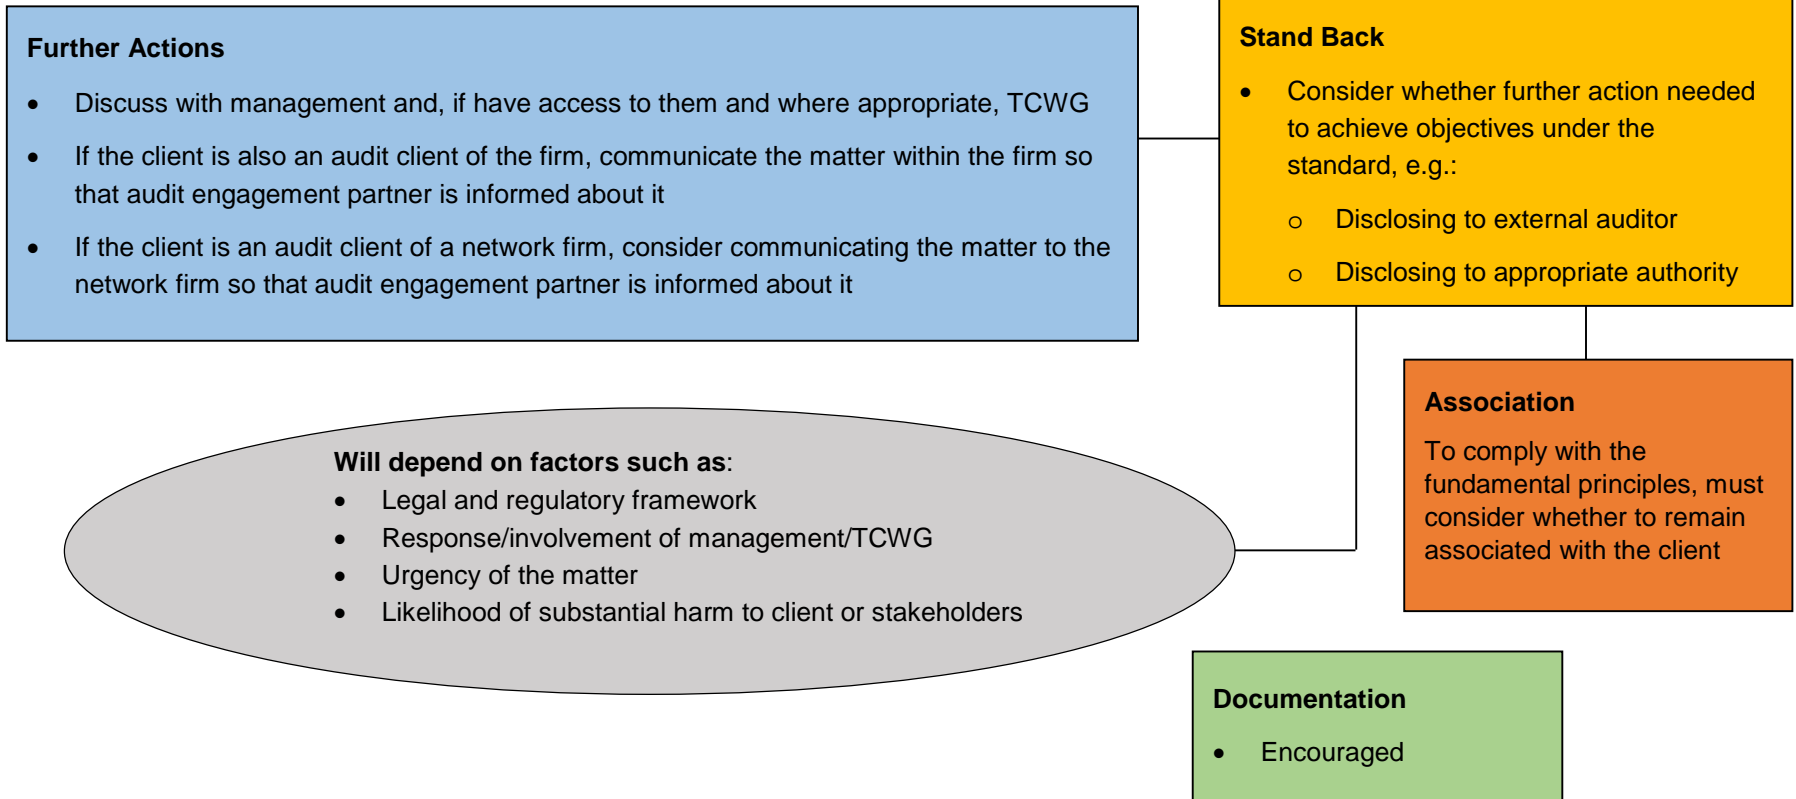 Further Actions
• Discuss with management and, if have access to them and where appropriate, TCWG
• If the client is also an audit client of the firm, communicate the matter within the firm so
that audit engagement partner is informed about it
• If the client is an audit client of a network firm, consider communicating the matter to the
network firm so that audit engagement partner is informed about it
Stand Back
• Consider whether further action needed
to achieve objectives under the
standard, e.g.:
o Disclosing to external auditor
o Disclosing to appropriate authority
Association
To comply with the
fundamental principles, must
consider whether to remain
associated with the client
Will depend on factors such as:
• Legal and regulatory framework
• Response/involvement of management/TCWG
• Urgency of the matter
• Likelihood of substantial harm to client or stakeholders
Documentation
• Encouraged